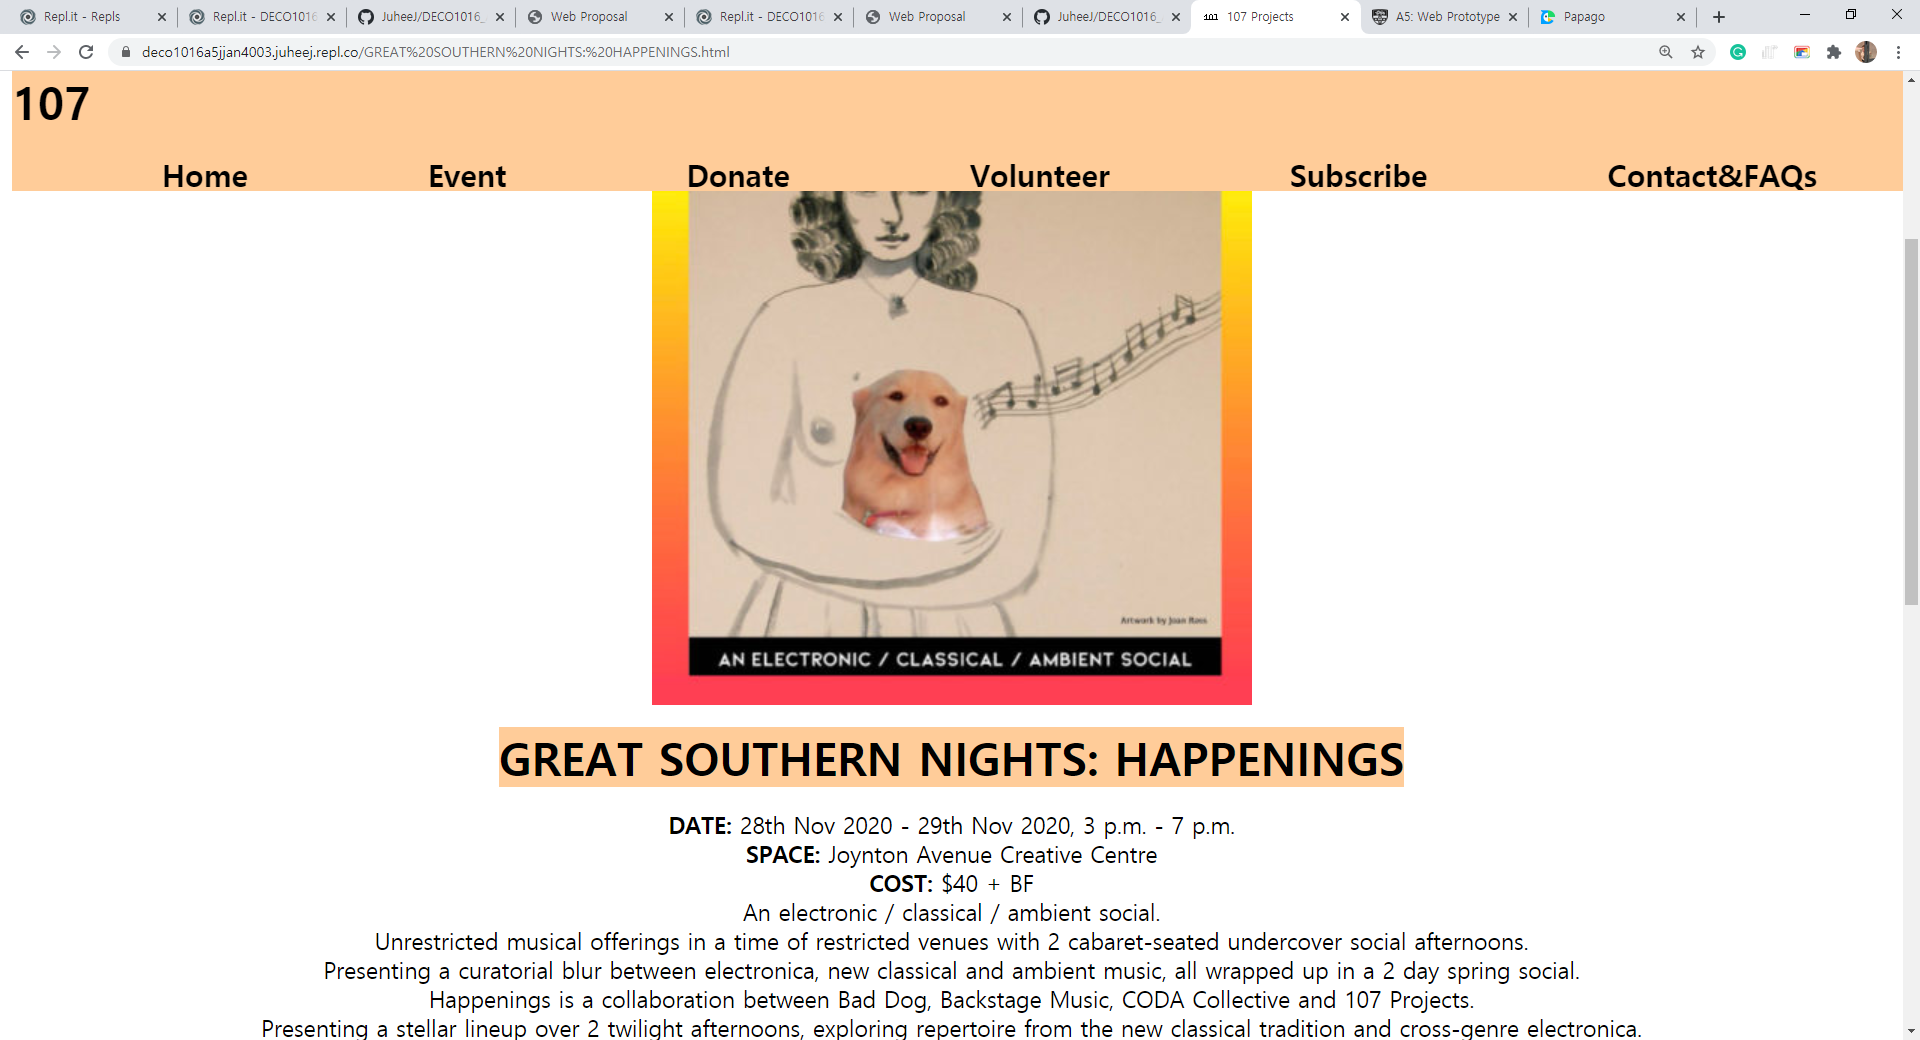 Repl.it - Repls
Repl.it - DECO1016
JuheeJ/DECO1016_
Web Proposal
Repl.it - DECO1016
Web Proposal
JuheeJ/DECO1016_
107 Projects
A5: Web Prototype
Papago
deco1016a5jjan4003.juheej.repl.co/GREAT%20SOUTHERN%20NIGHTS:%20HAPPENINGS.html
107
Home Event Donate Volunteer Subscribe Contact&FAQs
Artwork by Joan Ross
AN ELECTRONIC / CLASSICAL / AMBIENT SOCIAL
GREAT SOUTHERN NIGHTS: HAPPENINGS
DATE: 28th Nov 2020 - 29th Nov 2020, 3 p.m. - 7 p.m.
SPACE: Joynton Avenue Creative Centre
COST: $40 + BF
An electronic / classical / ambient social.
Unrestricted musical offerings in a time of restricted venues with 2 cabaret-seated undercover social afternoons.
Presenting a curatorial blur between electronica, new classical and ambient music, all wrapped up in a 2 day spring social.
Happenings is a collaboration between Bad Dog, Backstage Music, CODA Collective and 107 Projects.
Presenting a stellar lineup over 2 twilight afternoons, exploring repertoire from the new classical tradition and cross-genre electronica.